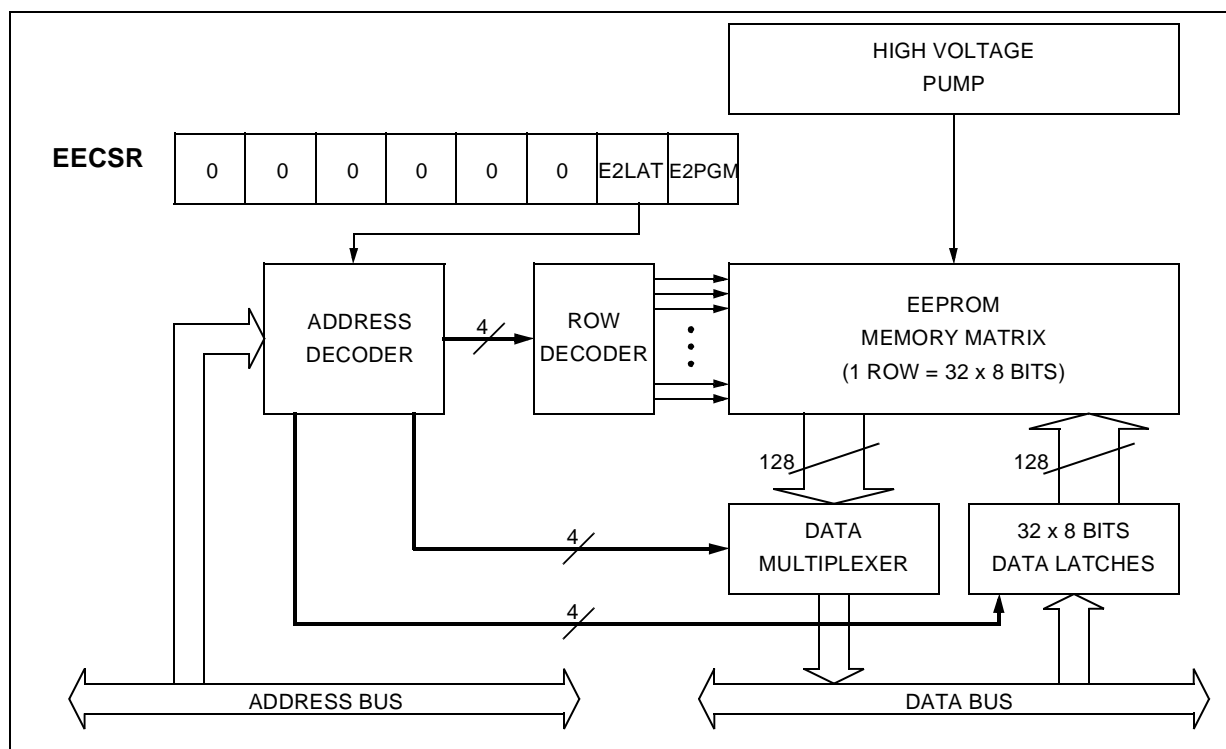 HIGH VOLTAGE
PUMP
EECSR
0 0 0 0 0 0 E2LAT E2PGM
ADDRESS
DECODER
4
ROW
DECODER
EEPROM
MEMORY MATRIX
(1 ROW = 32 x 8 BITS)
128
128
4
DATA
MULTIPLEXER
32 x 8 BITS
DATA LATCHES
4
ADDRESS BUS
DATA BUS